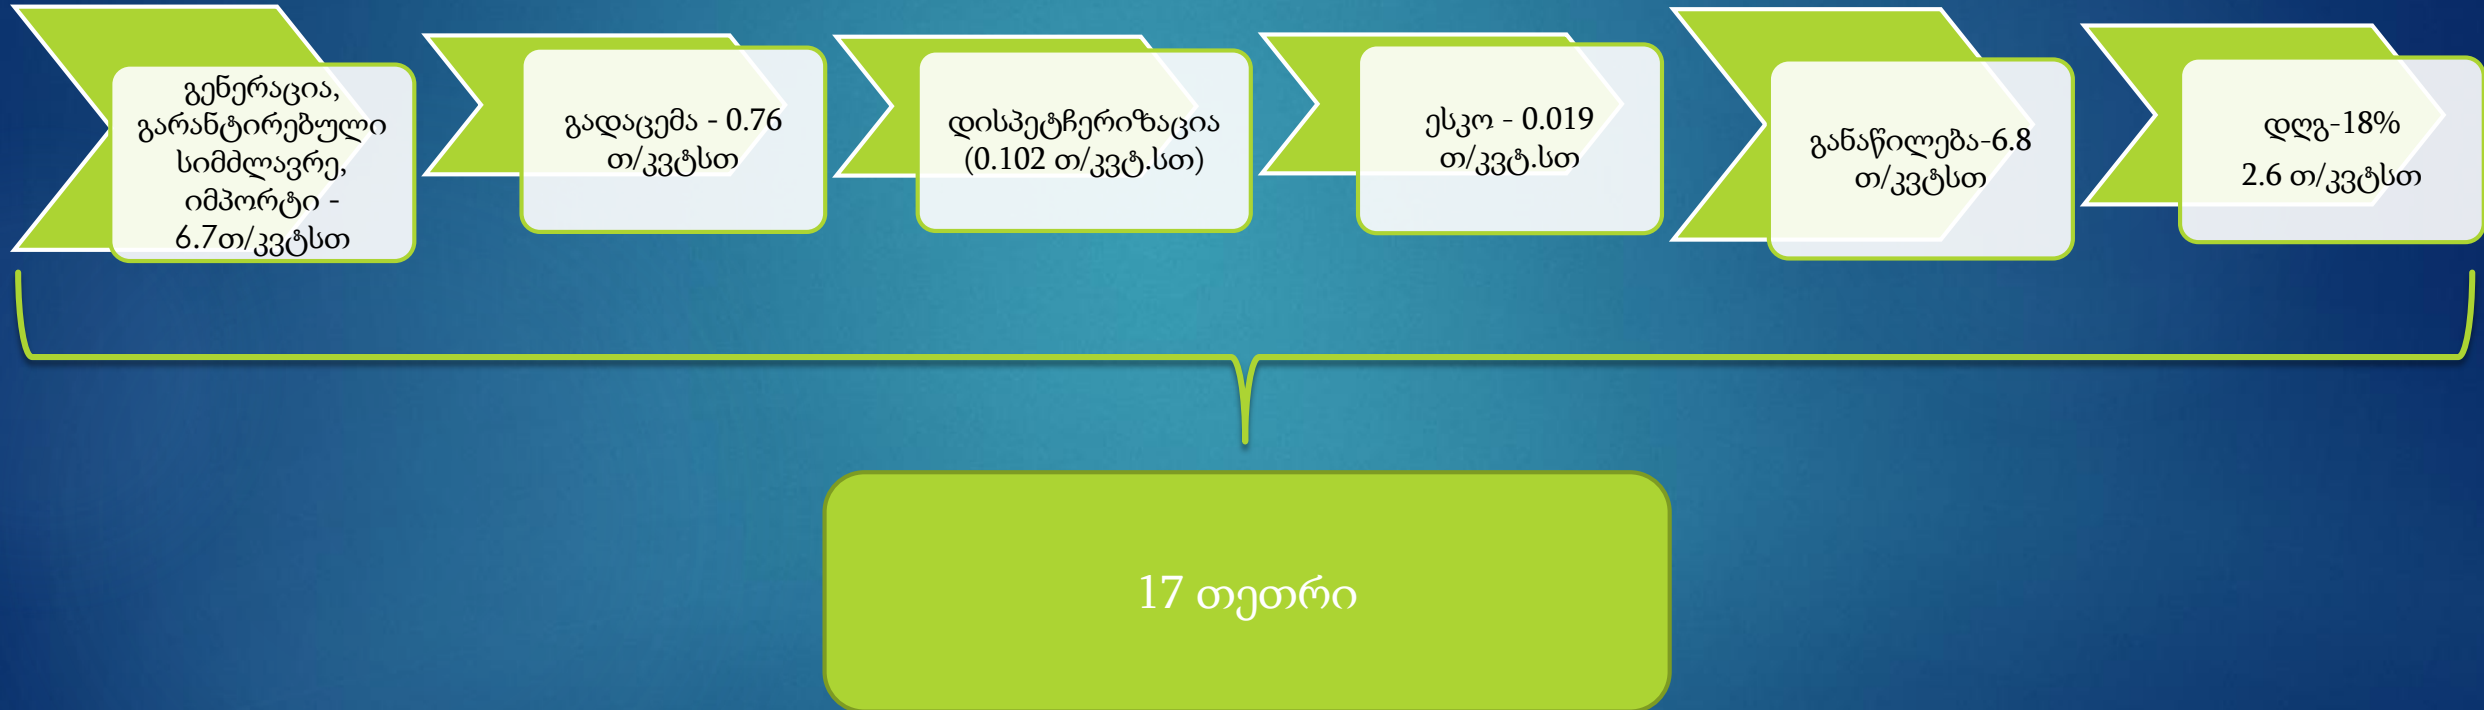 გენერაცია,
გარანტირებული
სიმძლავრე,
იმპორტი -
6.7თ/კვტსთ
გადაცემა - 0.76
თ/კვტსთ
დისპეტჩერიზაცია
(0.102 თ/კვტ.სთ)
ესკო - 0.019
თ/კვტ.სთ
განაწილება-6.8
თ/კვტსთ
დღგ-18%
2.6 თ/კვტსთ
17 თეთრი